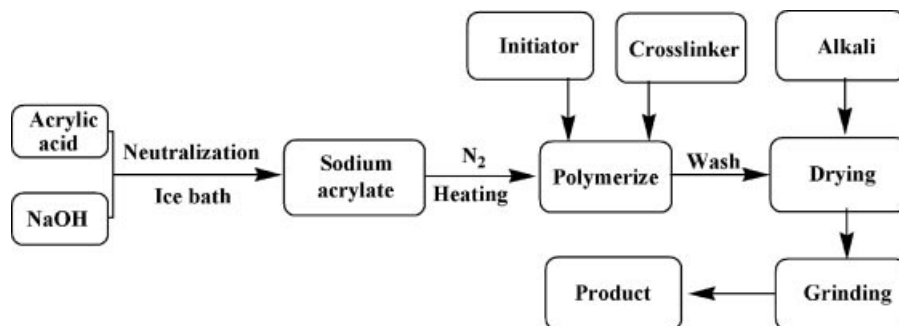 Initiator
Crosslinker
Alkali
Acrylic
acid
Neutralization
Ice bath
NaOH
Sodium
acrylate
N2
Heating
Polymerize
Wash
Drying
Product
Grinding